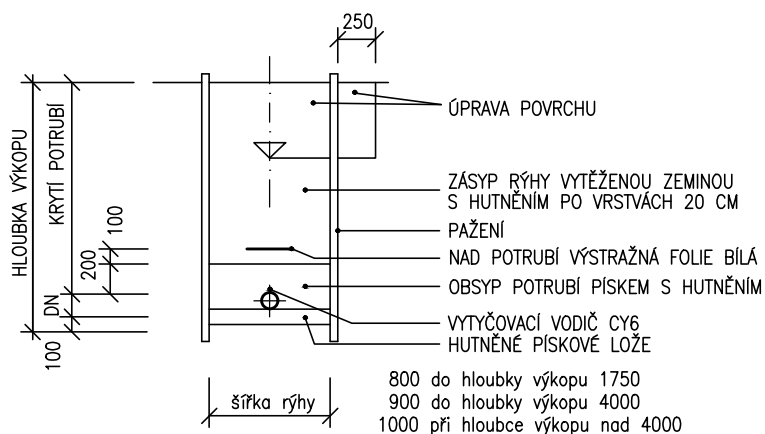 250
ÚPRAVA POVRCHU
HLOUBKA VÝKOPU
KRYTÍ POTRUBÍ
ZÁSYP RÝHY VYTĚŽENOU ZEMINOU
S HUTNĚNÍM PO VRSTVÁCH 20 CM
PAŽENÍ
100
NAD POTRUBÍ VÝSTRAŽNÁ FOLIE BÍLÁ
200
OBSYP POTRUBÍ PÍSKEM S HUTNĚNÍM
DN
VYTYČOVACÍ VODIČ CY6
HUTNĚNÉ PÍSKOVÉ LOŽE
100
šířka rýhy
800 do hloubky výkopu 1750
900 do hloubky výkopu 4000
1000 při hloubce výkopu nad 4000